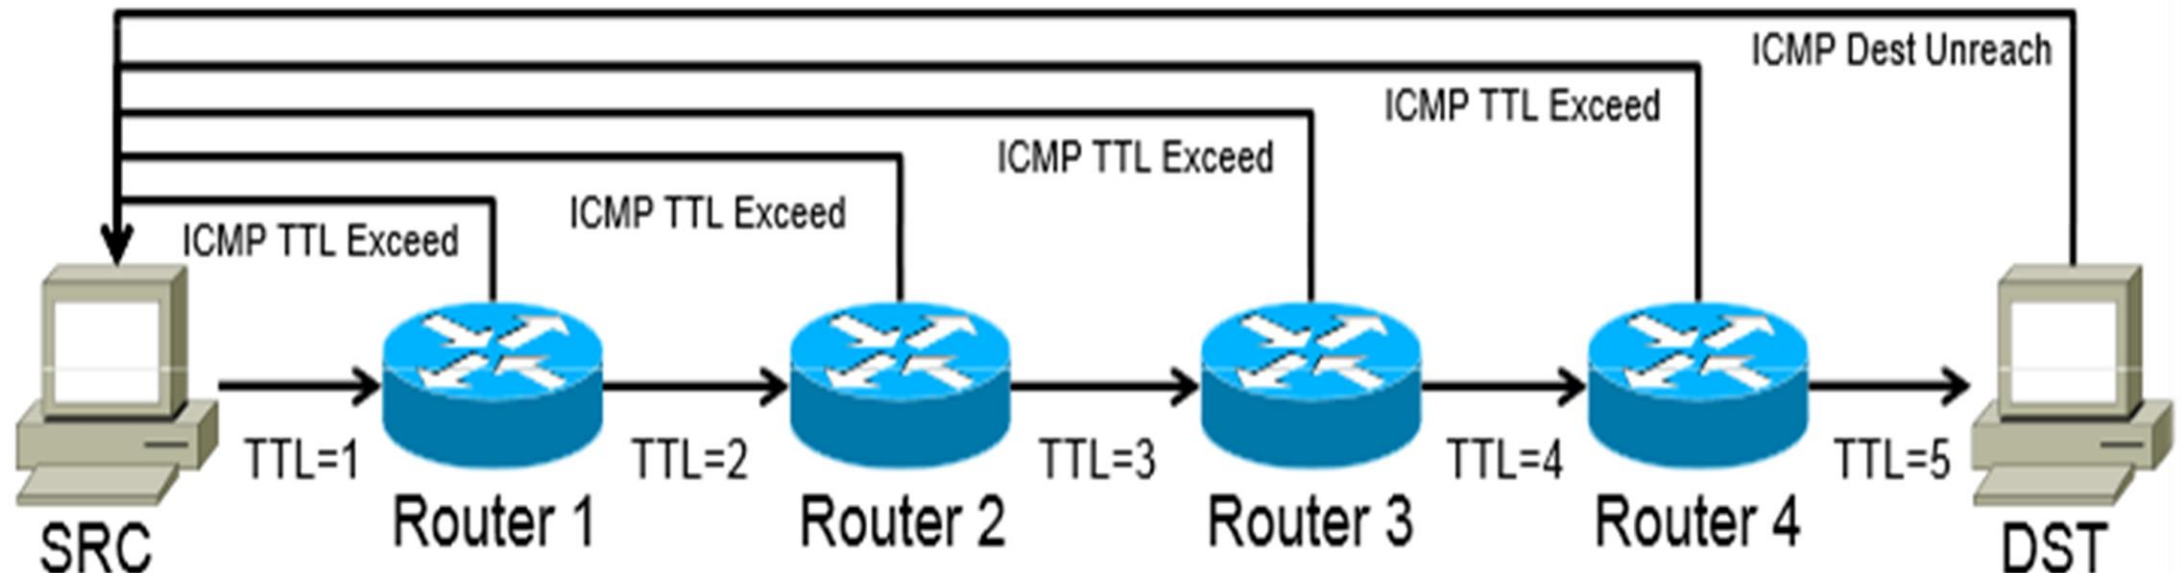 ICMP Dest Unreach
ICMP TTL Exceed
ICMP TTL Exceed
ICMP TTL Exceed
ICMP TTL Exceed
TTL=1
TTL=2
TTL=3
TTL=4
TTL=5
SRC
Router 1
Router 2
Router 3
Router 4
DST